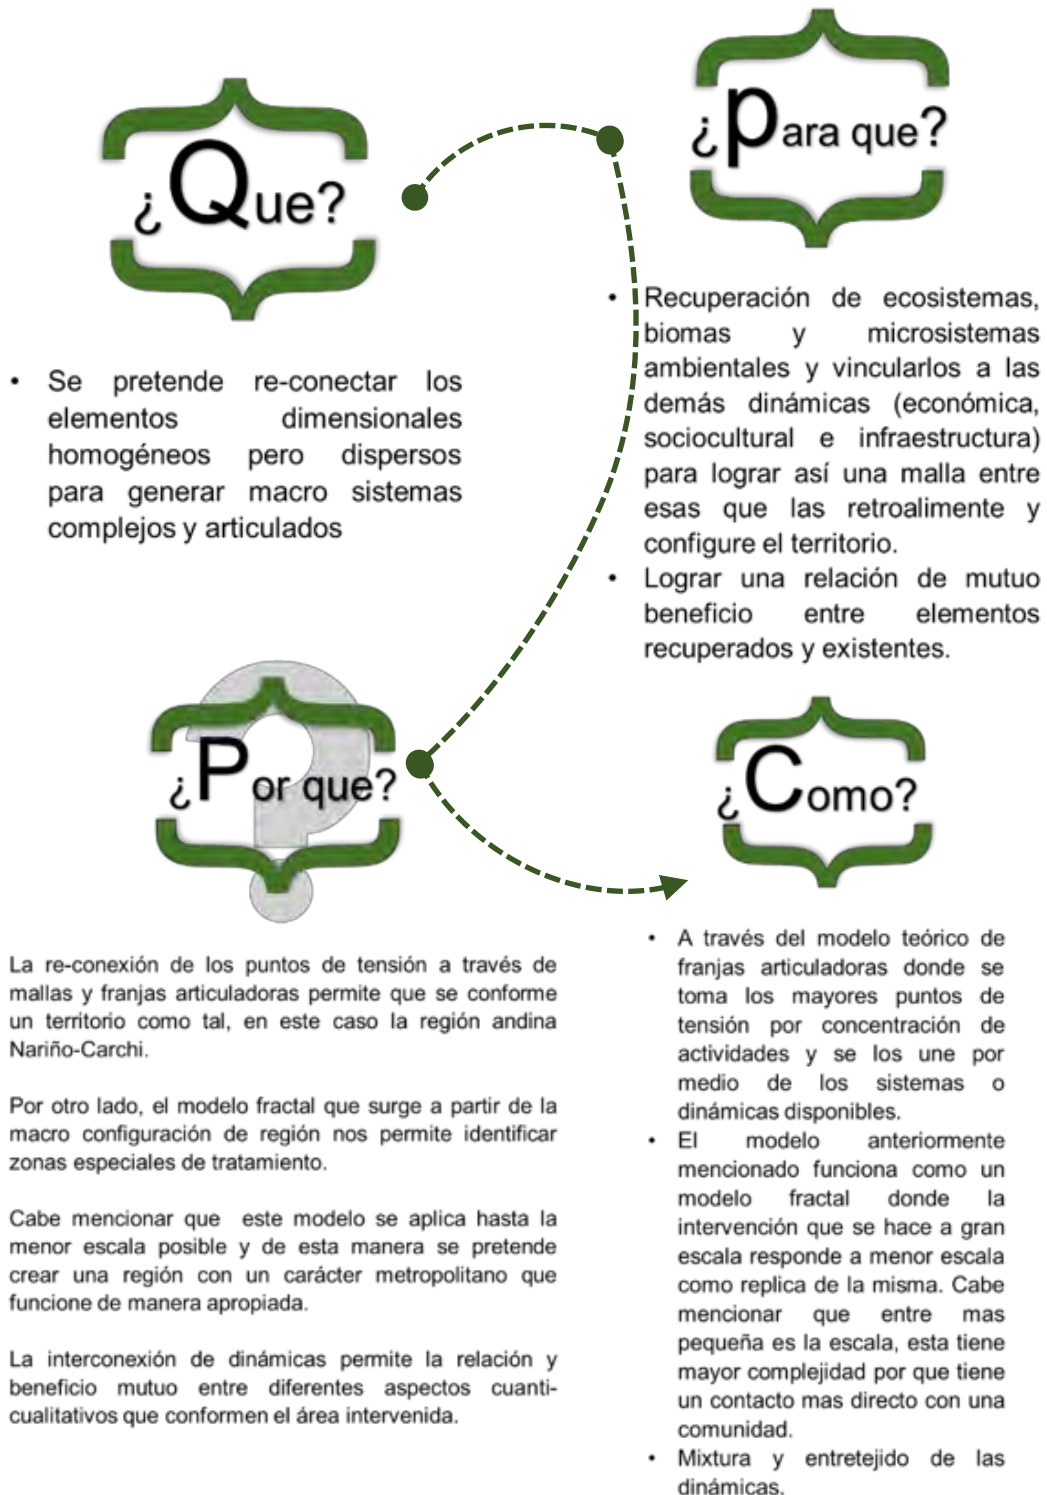 ¿Que?
• Se pretende re-conectar los
elementos dimensionales
homogéneos pero dispersos
para generar macro sistemas
complejos y articulados
¿para que?
• Recuperación de ecosistemas,
biomas y microsistemas
ambientales y vincularlos a las
demás dinámicas (económica,
sociocultural e infraestructura)
para lograr así una malla entre
esas que las retroalimente y
configure el territorio.
• Lograr una relación de mutuo
beneficio entre elementos
recuperados y existentes.
¿Por que?
La re-conexión de los puntos de tensión a través de
mallas y franjas articuladoras permite que se conforme
un territorio como tal, en este caso la región andina
Nariño-Carchi.
Por otro lado, el modelo fractal que surge a partir de la
macro configuración de región nos permite identificar
zonas especiales de tratamiento.
Cabe mencionar que este modelo se aplica hasta la
menor escala posible y de esta manera se pretende
crear una región con un carácter metropolitano que
funcione de manera apropiada.
La interconexión de dinámicas permite la relación y
beneficio mutuo entre diferentes aspectos cuanti-
cualitativos que conformen el área intervenida.
¿Como?
• A través del modelo teórico de
franjas articuladoras donde se
toma los mayores puntos de
tensión por concentración de
actividades y se los une por
medio de los sistemas o
dinámicas disponibles.
• El modelo anteriormente
mencionado funciona como un
modelo fractal donde la
intervención que se hace a gran
escala responde a menor escala
como replica de la misma. Cabe
mencionar que entre mas
pequeña es la escala, esta tiene
mayor complejidad por que tiene
un contacto mas directo con una
comunidad.
• Mixtura y entretejido de las
dinámicas.